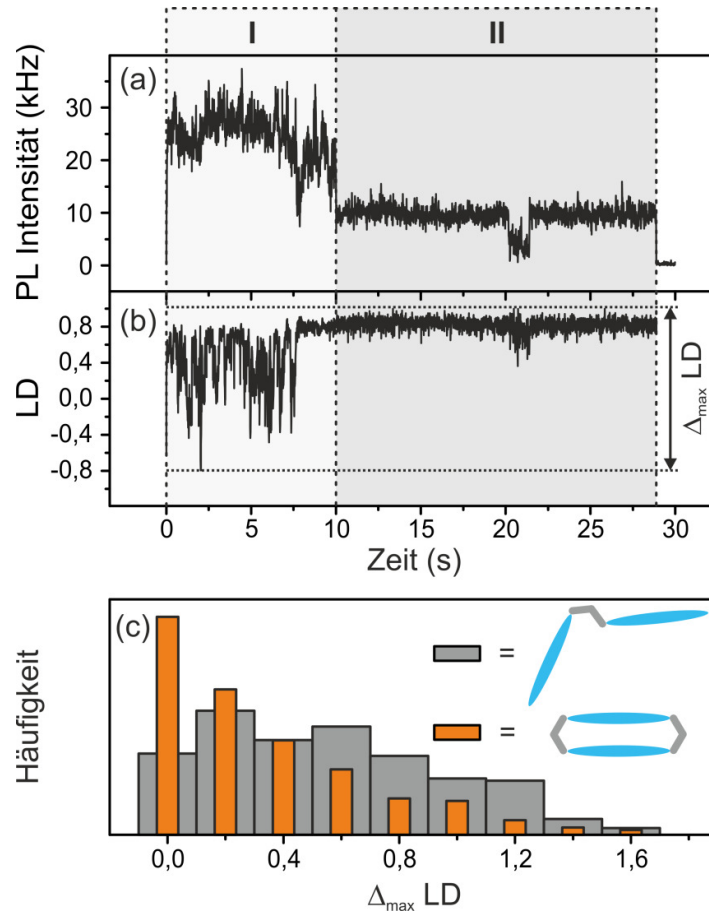 I II
(a)
PL Intensität (kHz)
30
20
10
0
(b)
LD
0,8
0,4
0,0
-0,4
-0,8
Δmax LD
0 5 10 15 20 25 30
Zeit (s)
(c)
Häufigkeit
=
=
0,0 0,4 0,8 1,2 1,6
Δmax LD